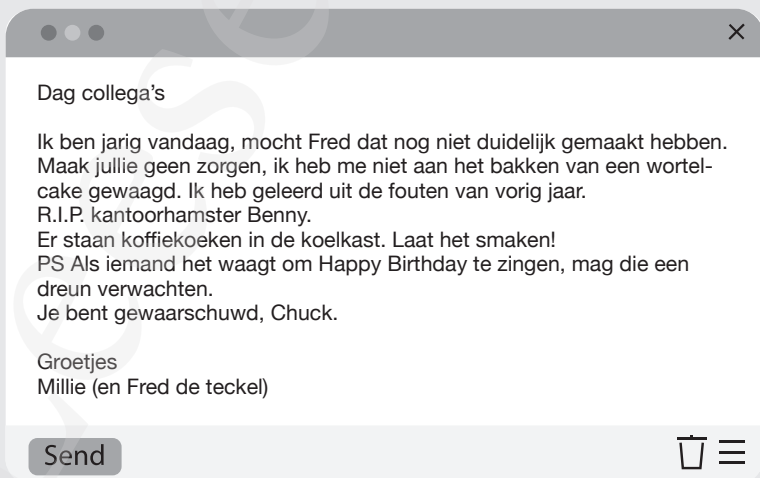 Dag collega's
Ik ben jarig vandaag, mocht Fred dat nog niet duidelijk gemaakt hebben.
Maak jullie geen zorgen, ik heb me niet aan het bakken van een wortel-
cake gewaagd. Ik heb geleerd uit de fouten van vorig jaar.
R.I.P. kantoorhamster Benny.
Er staan koffiekoeken in de koelkast. Laat het smaken!
PS Als iemand het waagt om Happy Birthday te zingen, mag die een
dreun verwachten.
Je bent gewaarschuwd, Chuck.
Groetjes
Millie (en Fred de teckel)
Send